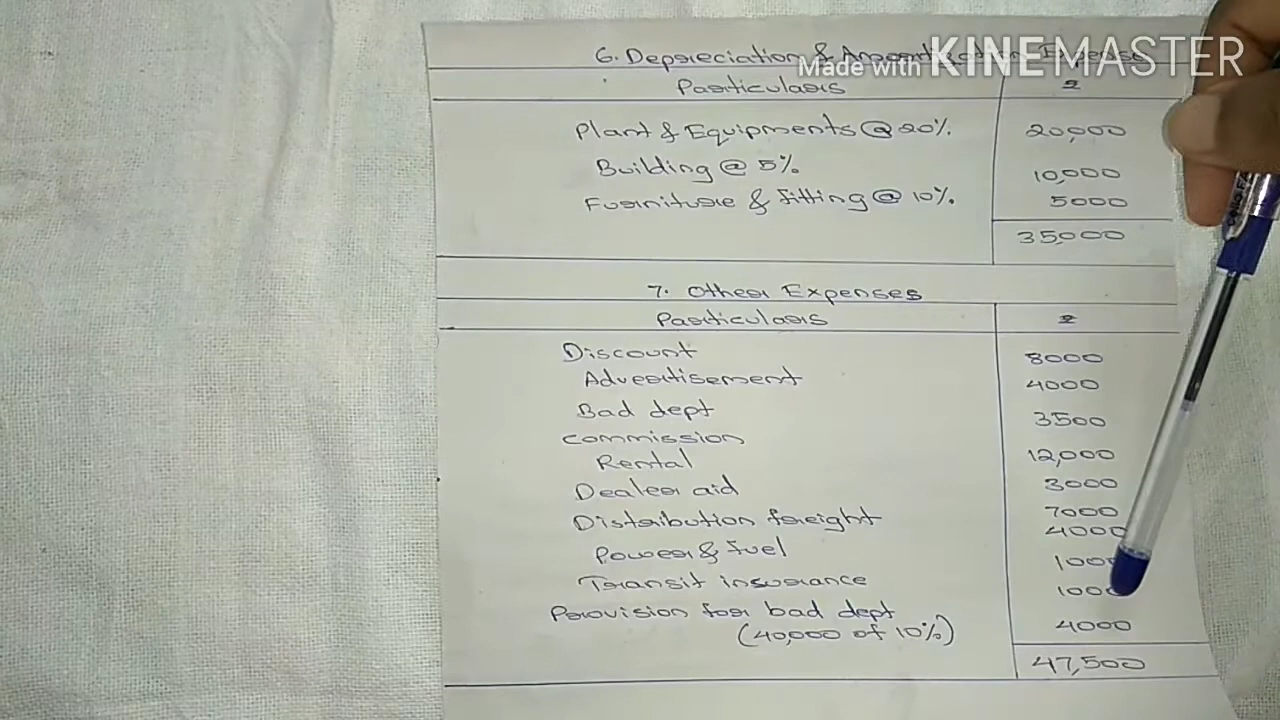 6. Depreciation & Amortization Expense
Made with KINEMASTER
Particulars ₹
Plant & Equipments @ 20%. 20,000
Building @ 5%. 10,000
Furniture & fitting @ 10%. 5000
35,000
7. Other Expenses
Particulars ₹
Discount 8000
Advertisement 4000
Bad dept 3500
Commission 12,000
Rental 3000
Dealer aid 7000
Distribution freight 4000
Power & fuel 1000
Transit insurance 1000
Provision for bad dept
(40,000 of 10%) 4000
47,500